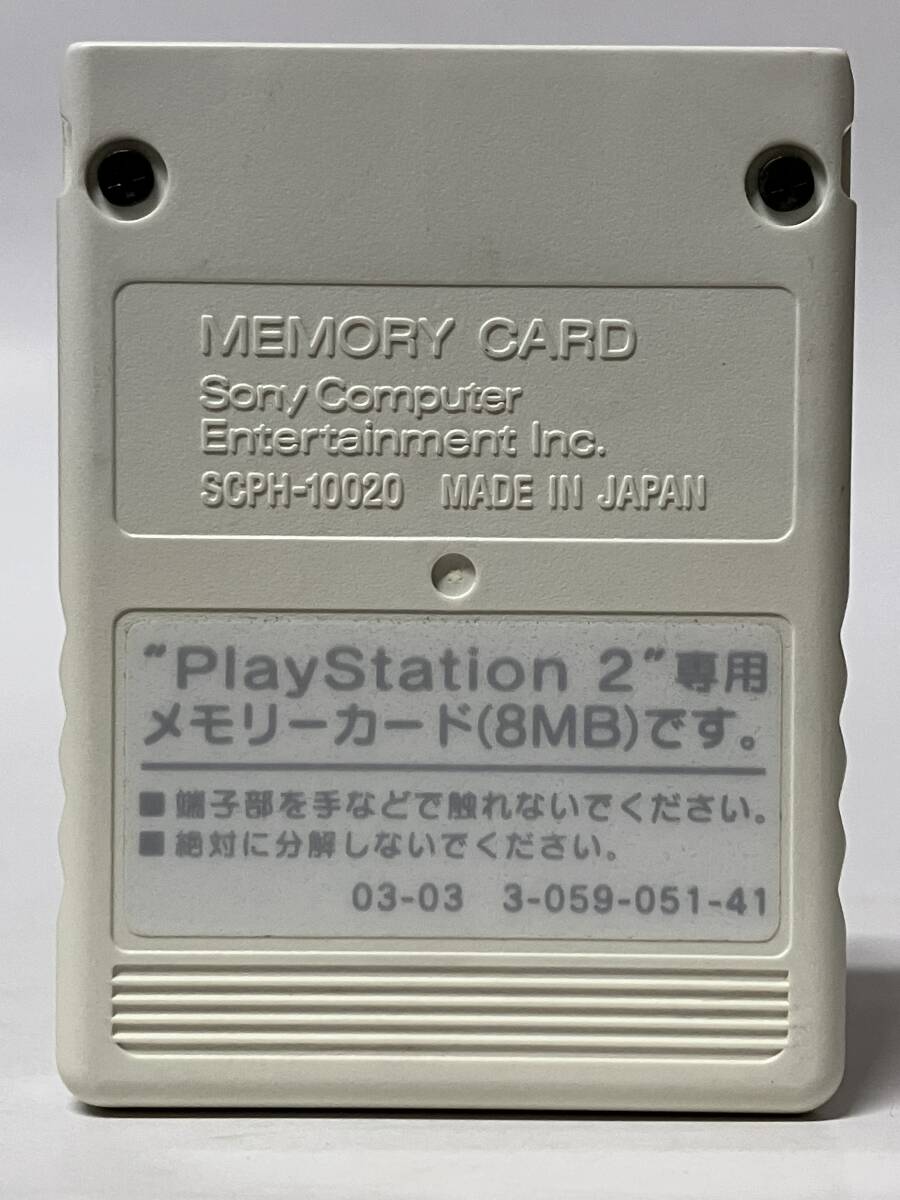 MEMORY CARD
Sony Computer
Entertainment Inc.
SCPH-10020 MADE IN JAPAN
"PlayStation 2"専用
メモリーカード(8MB)です。
■端子部を手などで触れないでください。
■絶対に分解しないでください。
03-03 3-059-051-41